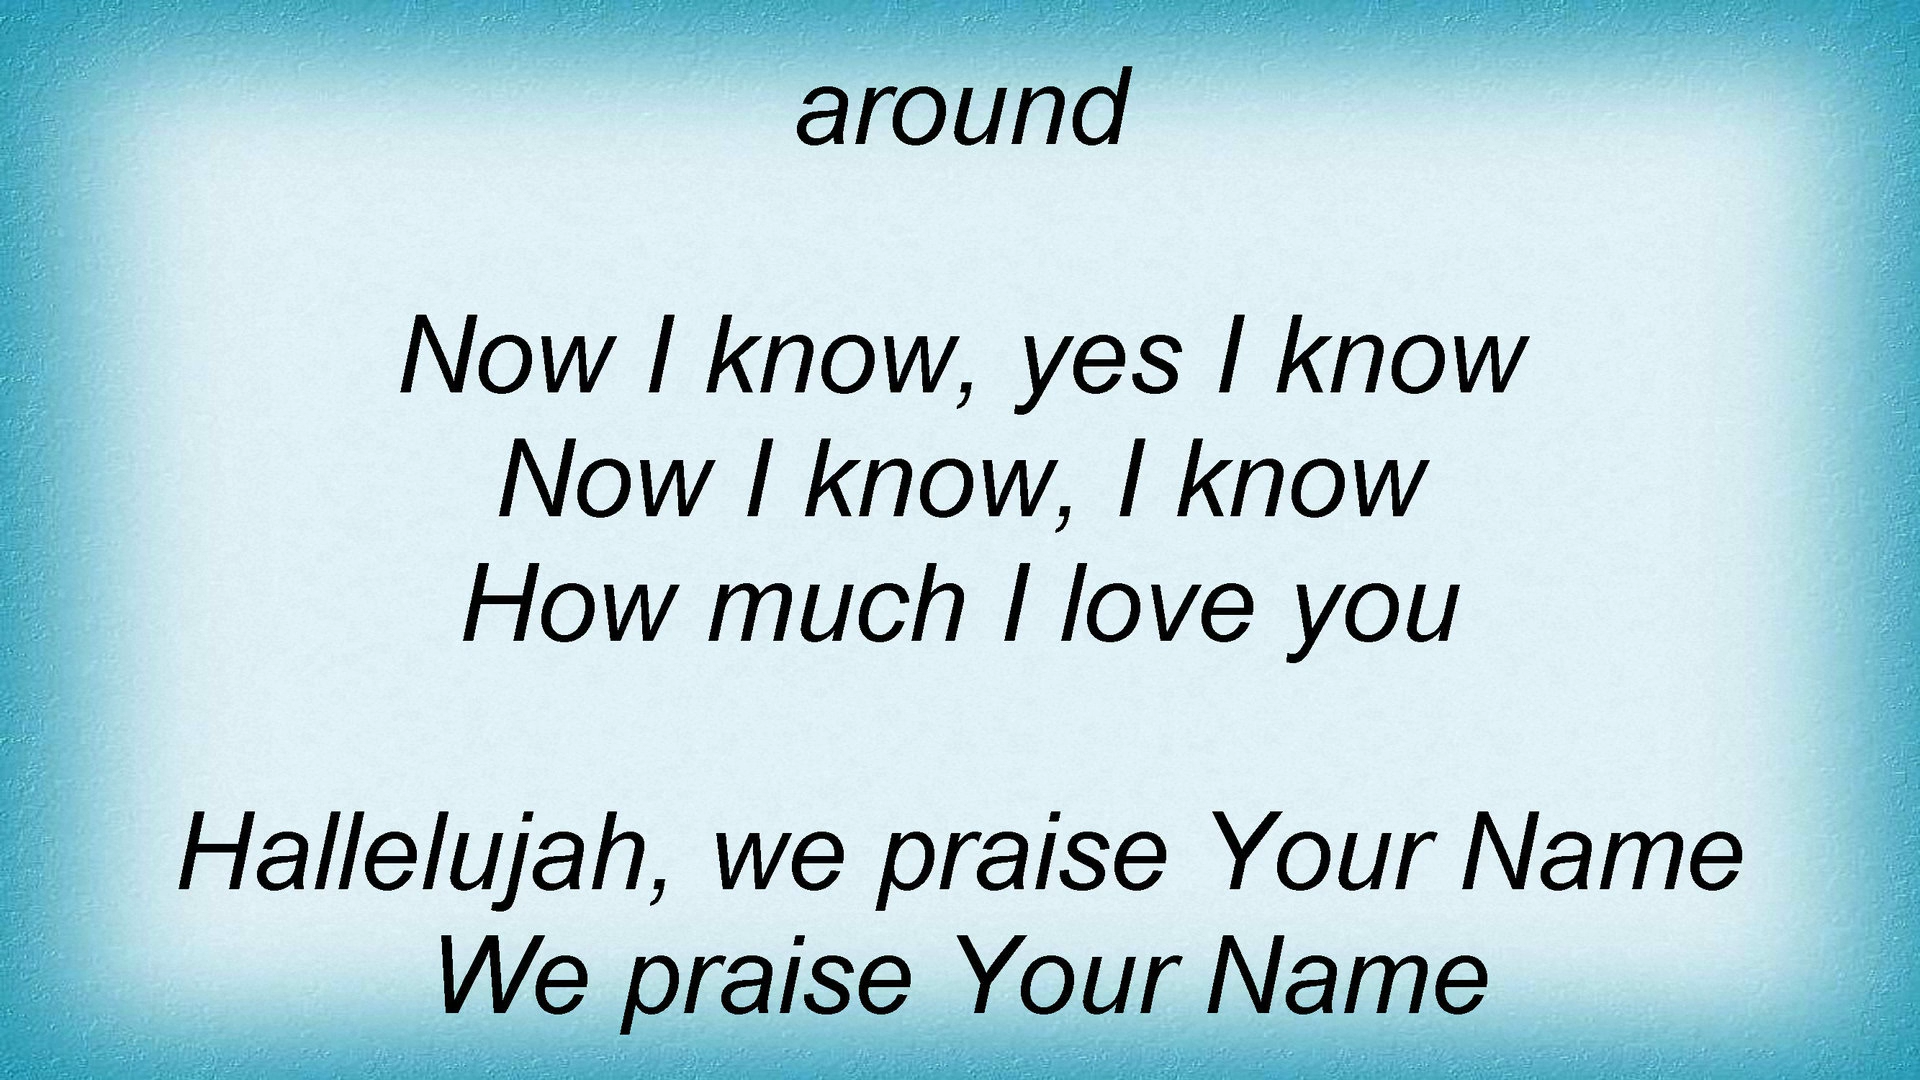 around
Now I know, yes I know
Now I know, I know
How much I love you
Hallelujah, we praise Your Name
We praise Your Name